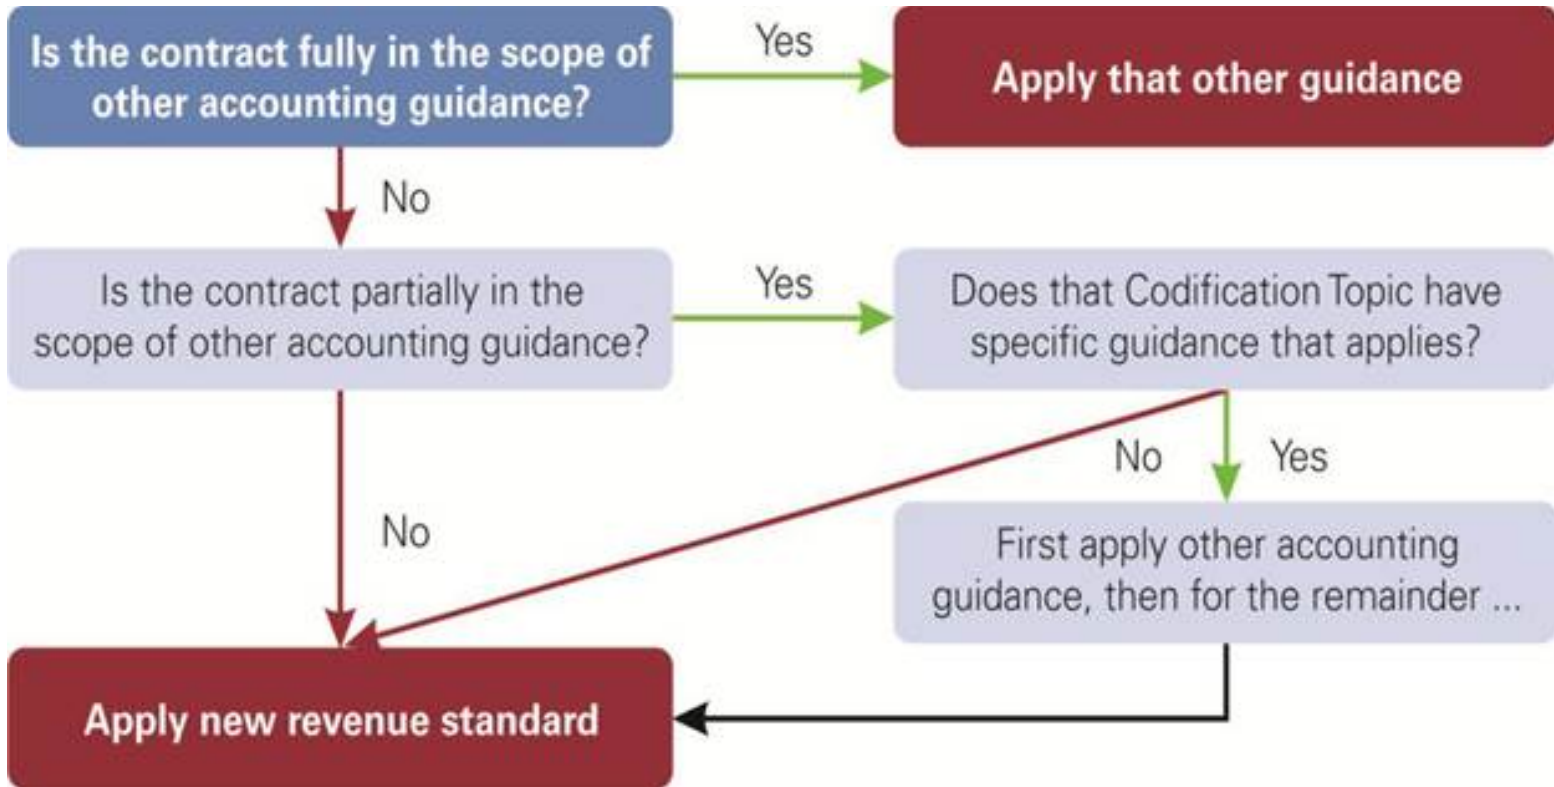 Is the contract fully in the scope of
other accounting guidance?
Yes
Apply that other guidance
No
Is the contract partially in the
scope of other accounting guidance?
Yes
Does that Codification Topic have
specific guidance that applies?
No
Yes
No
First apply other accounting
guidance, then for the remainder ...
Apply new revenue standard